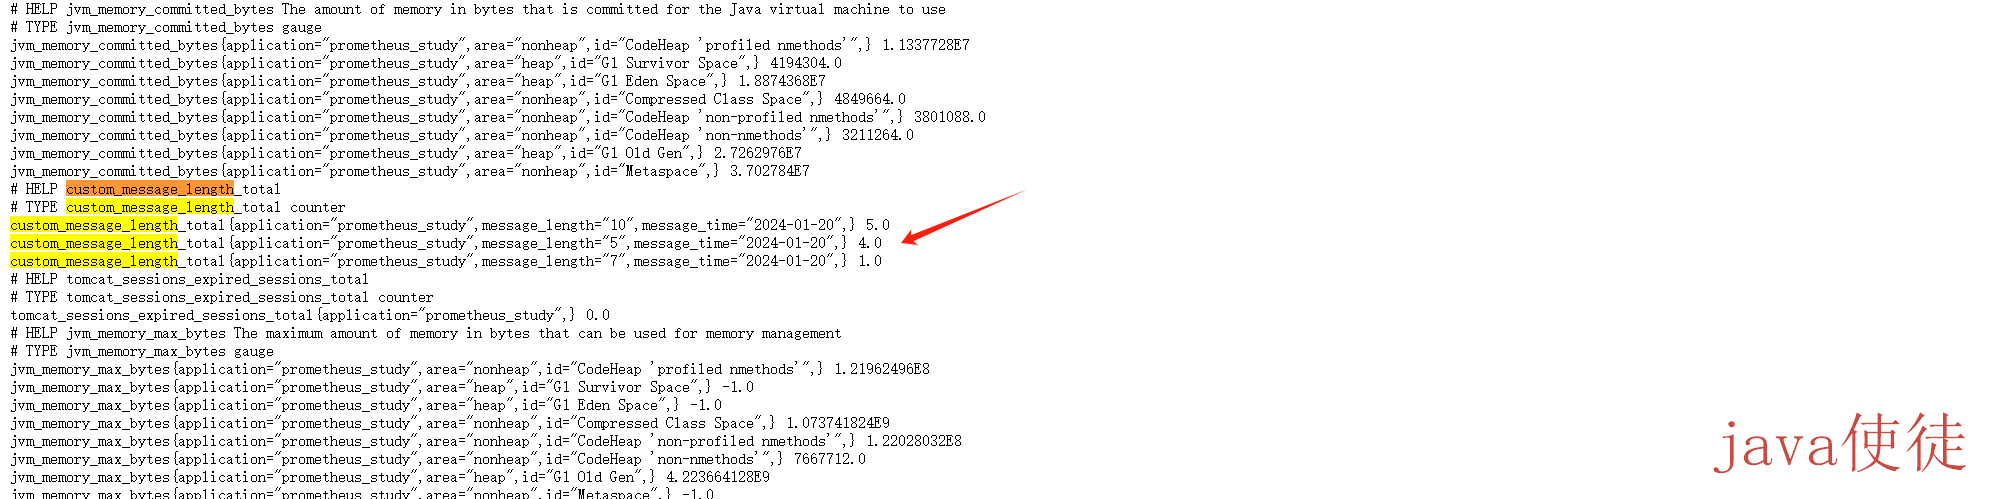 # HELP jvm_memory_committed_bytes The amount of memory in bytes that is committed for the Java virtual machine to use
# TYPE jvm_memory_committed_bytes gauge
jvm_memory_committed_bytes{application="prometheus_study",area="nonheap",id="CodeHeap 'profiled nmethods'",} 1.1337728E7
jvm_memory_committed_bytes{application="prometheus_study",area="heap",id="G1 Survivor Space",} 4194304.0
jvm_memory_committed_bytes{application="prometheus_study",area="heap",id="G1 Eden Space",} 1.8874368E7
jvm_memory_committed_bytes{application="prometheus_study",area="nonheap",id="Compressed Class Space",} 4849664.0
jvm_memory_committed_bytes{application="prometheus_study",area="nonheap",id="CodeHeap 'non-profiled nmethods'",} 3801088.0
jvm_memory_committed_bytes{application="prometheus_study",area="nonheap",id="CodeHeap 'non-nmethods'",} 3211264.0
jvm_memory_committed_bytes{application="prometheus_study",area="heap",id="G1 Old Gen",} 2.7262976E7
jvm_memory_committed_bytes{application="prometheus_study",area="nonheap",id="Metaspace",} 3.702784E7
# HELP custom_message_length_total
# TYPE custom_message_length_total counter
custom_message_length_total{application="prometheus_study",message_length="10",message_time="2024-01-20",} 5.0
custom_message_length_total{application="prometheus_study",message_length="5",message_time="2024-01-20",} 4.0
custom_message_length_total{application="prometheus_study",message_length="7",message_time="2024-01-20",} 1.0
# HELP tomcat_sessions_expired_sessions_total
# TYPE tomcat_sessions_expired_sessions_total counter
tomcat_sessions_expired_sessions_total{application="prometheus_study",} 0.0
# HELP jvm_memory_max_bytes The maximum amount of memory in bytes that can be used for memory management
# TYPE jvm_memory_max_bytes gauge
jvm_memory_max_bytes{application="prometheus_study",area="nonheap",id="CodeHeap 'profiled nmethods'",} 1.21962496E8
jvm_memory_max_bytes{application="prometheus_study",area="heap",id="G1 Survivor Space",} -1.0
jvm_memory_max_bytes{application="prometheus_study",area="heap",id="G1 Eden Space",} -1.0
jvm_memory_max_bytes{application="prometheus_study",area="nonheap",id="Compressed Class Space",} 1.073741824E9
jvm_memory_max_bytes{application="prometheus_study",area="nonheap",id="CodeHeap 'non-profiled nmethods'",} 1.22028032E8
jvm_memory_max_bytes{application="prometheus_study",area="nonheap",id="CodeHeap 'non-nmethods'",} 7667712.0
jvm_memory_max_bytes{application="prometheus_study",area="heap",id="G1 Old Gen",} 4.223664128E9
jvm_memory_max_bytes{application="prometheus_study",area="nonheap",id="Metaspace",} -1.0
java使徒